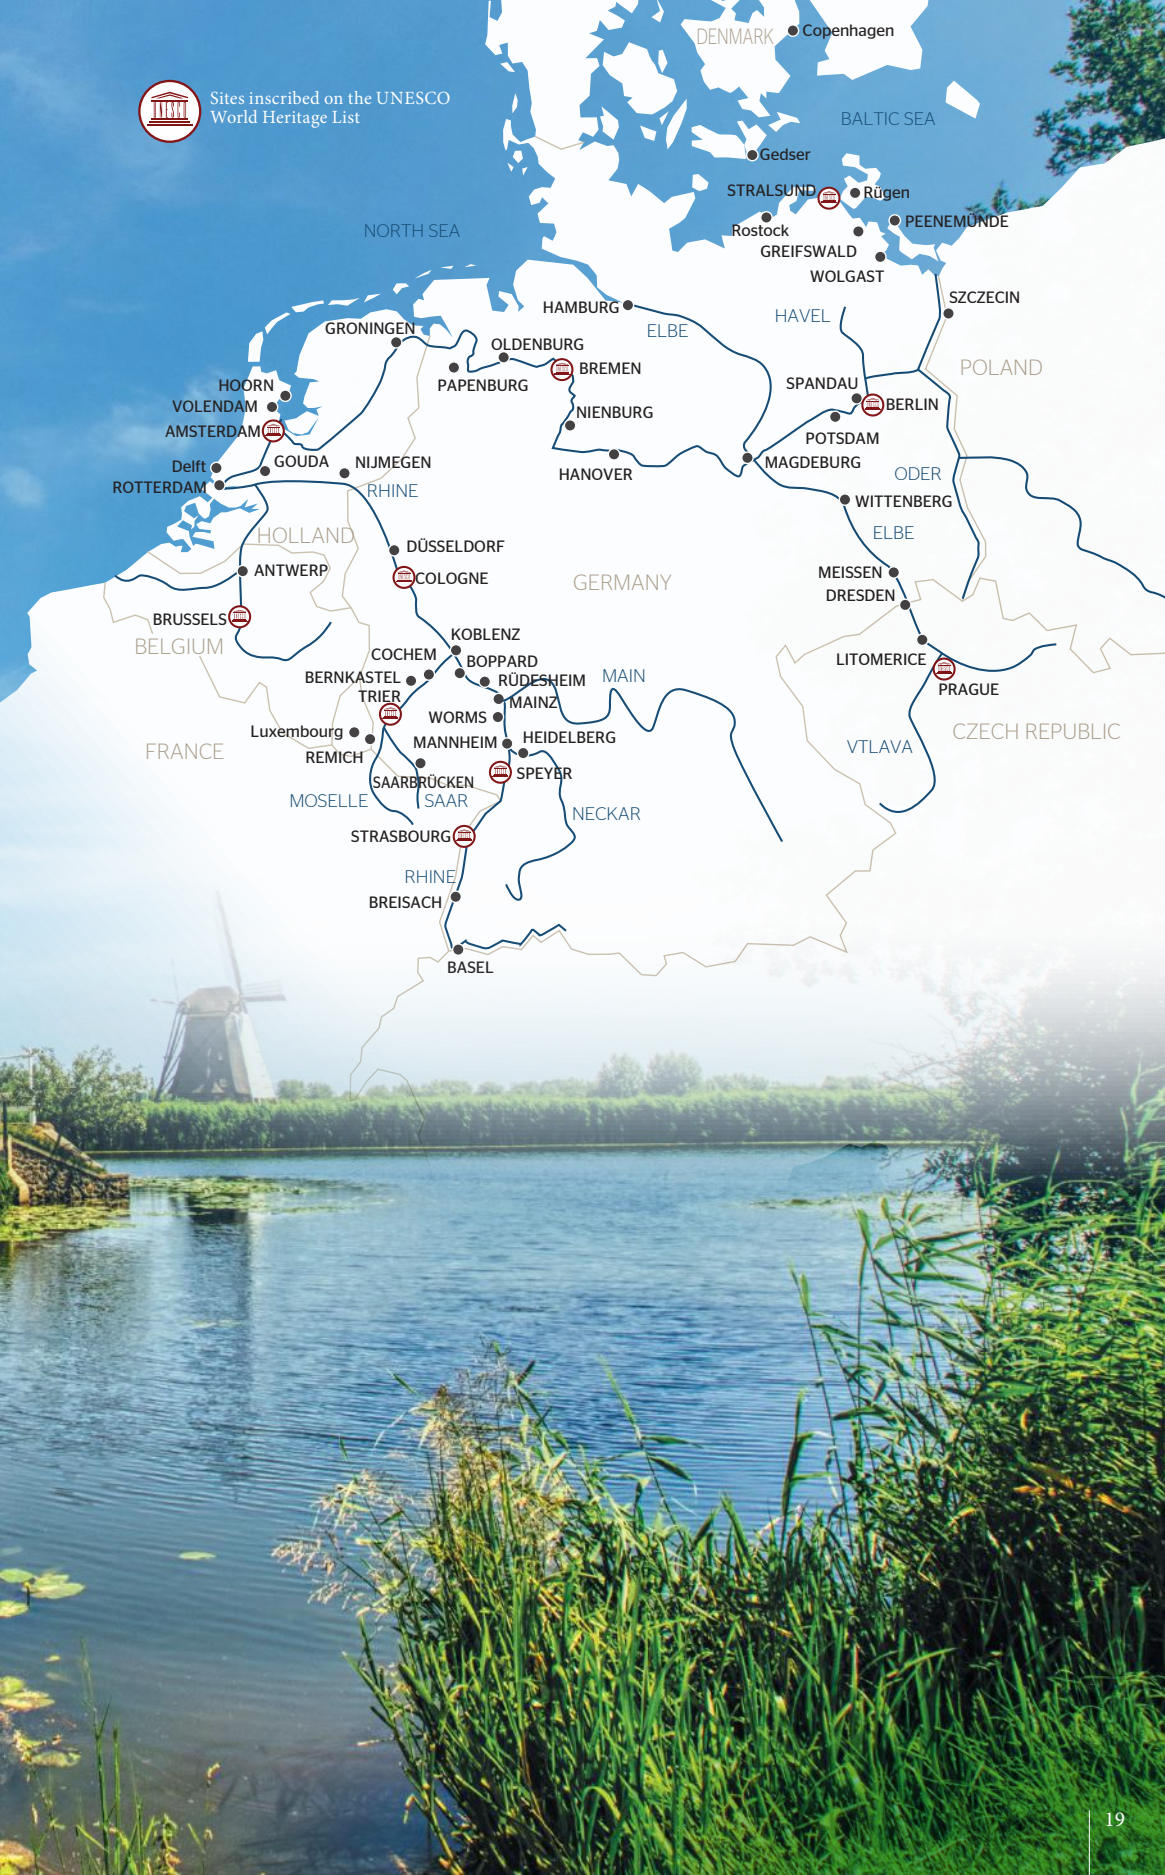 DENMARK
Copenhagen
Sites inscribed on the UNESCO
World Heritage List
BALTIC SEA
Gedser
STRALSUND
Rügen
PEENEMÜNDE
Rostock
NORTH SEA
GREIFSWALD
WOLGAST
SZCZECIN
HAMBURG
HAVEL
ELBE
GRONINGEN
OLDENBURG
BREMEN
POLAND
PAPENBURG
HOORN
SPANDAU
VOLENDAM
BERLIN
NIENBURG
AMSTERDAM
POTSDAM
GOUDA
NIJMEGEN
MAGDEBURG
Delft
HANOVER
ODER
ROTTERDAM
RHINE
WITTENBERG
HOLLAND
ELBE
DÜSSELDORF
ANTWERP
MEISSEN
COLOGNE
GERMANY
DRESDEN
BRUSSELS
KOBLENZ
BELGIUM
COCHEM
BOPPARD
LITOMERICE
BERNKASTEL
RÜDESHEIM
MAIN
PRAGUE
TRIER
MAINZ
WORMS
Luxembourg
CZECH REPUBLIC
HEIDELBERG
MANNHEIM
VTLAVA
FRANCE
REMICH
SPEYER
SAARBRÜCKEN
MOSELLE
SAAR
NECKAR
STRASBOURG
RHINE
BREISACH
BASEL
19